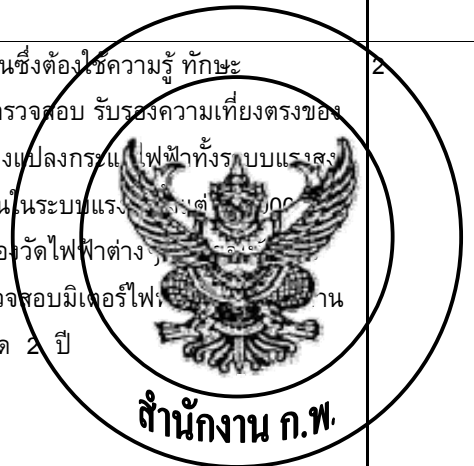 นซึ่งต้องใช้ความรู้ ทักษะ 2
ตรวจสอบ รับรองความเที่ยงตรงของ
งแปลงกระแสไฟฟ้าทั้งระบบแรงสูง
นในระบบแรง
องวัดไฟฟ้าต่าง
วจสอบมิเตอร์ไฟฟ้า
ด 2 ปี
สำนักงาน ก.พ.